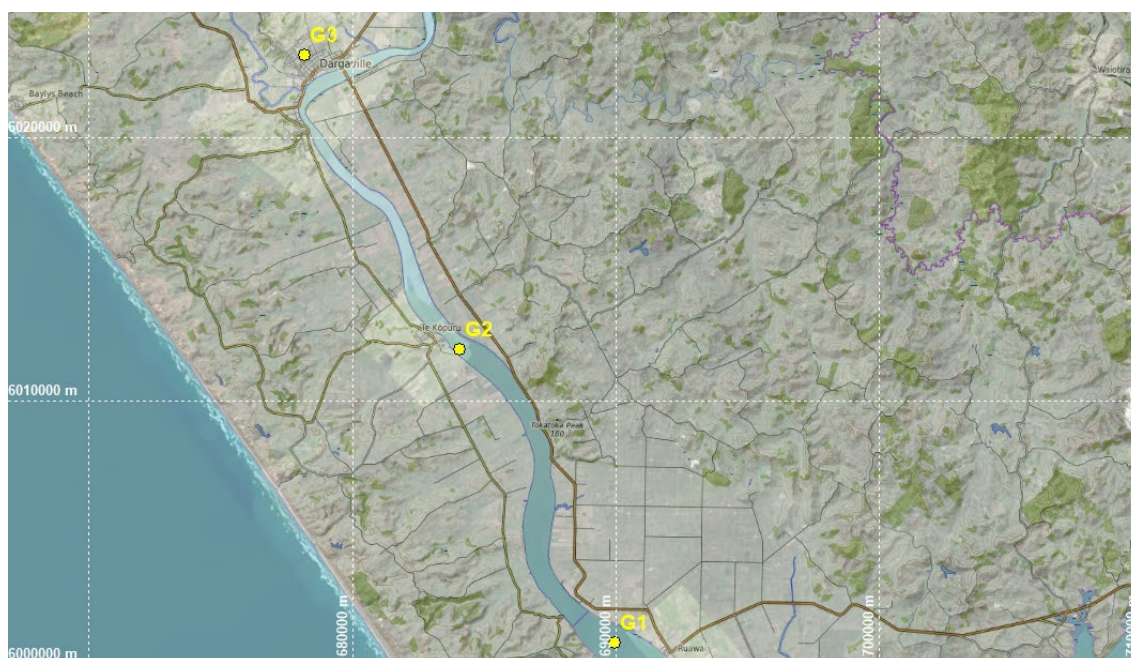 G3
Dargaville
Waiotira
Baylys Beach
6020000 m
Te Kopuru
G2
6010000 m
Tokatoka Peak
180
680000 m
690000 m
700000 m
G1
Ruawai
6000000 m